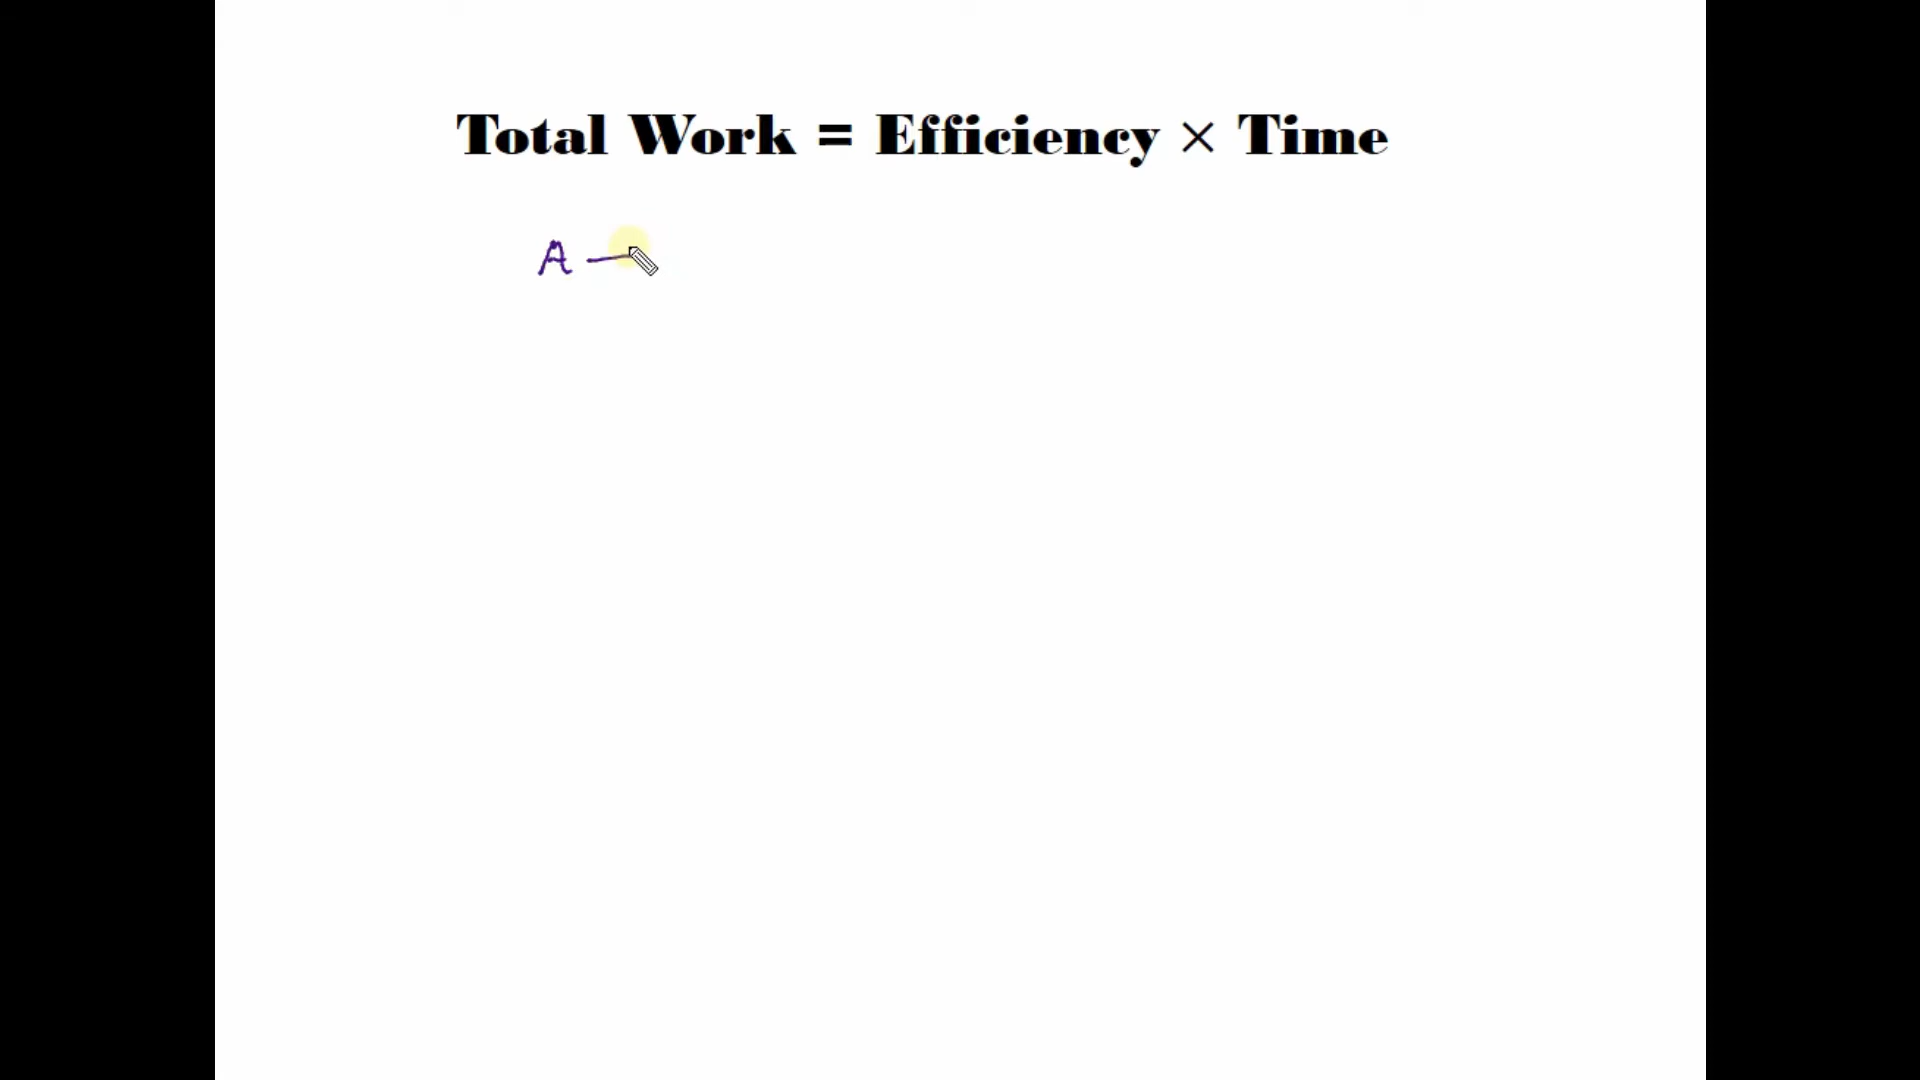 Total Work = Efficiency × Time
A —